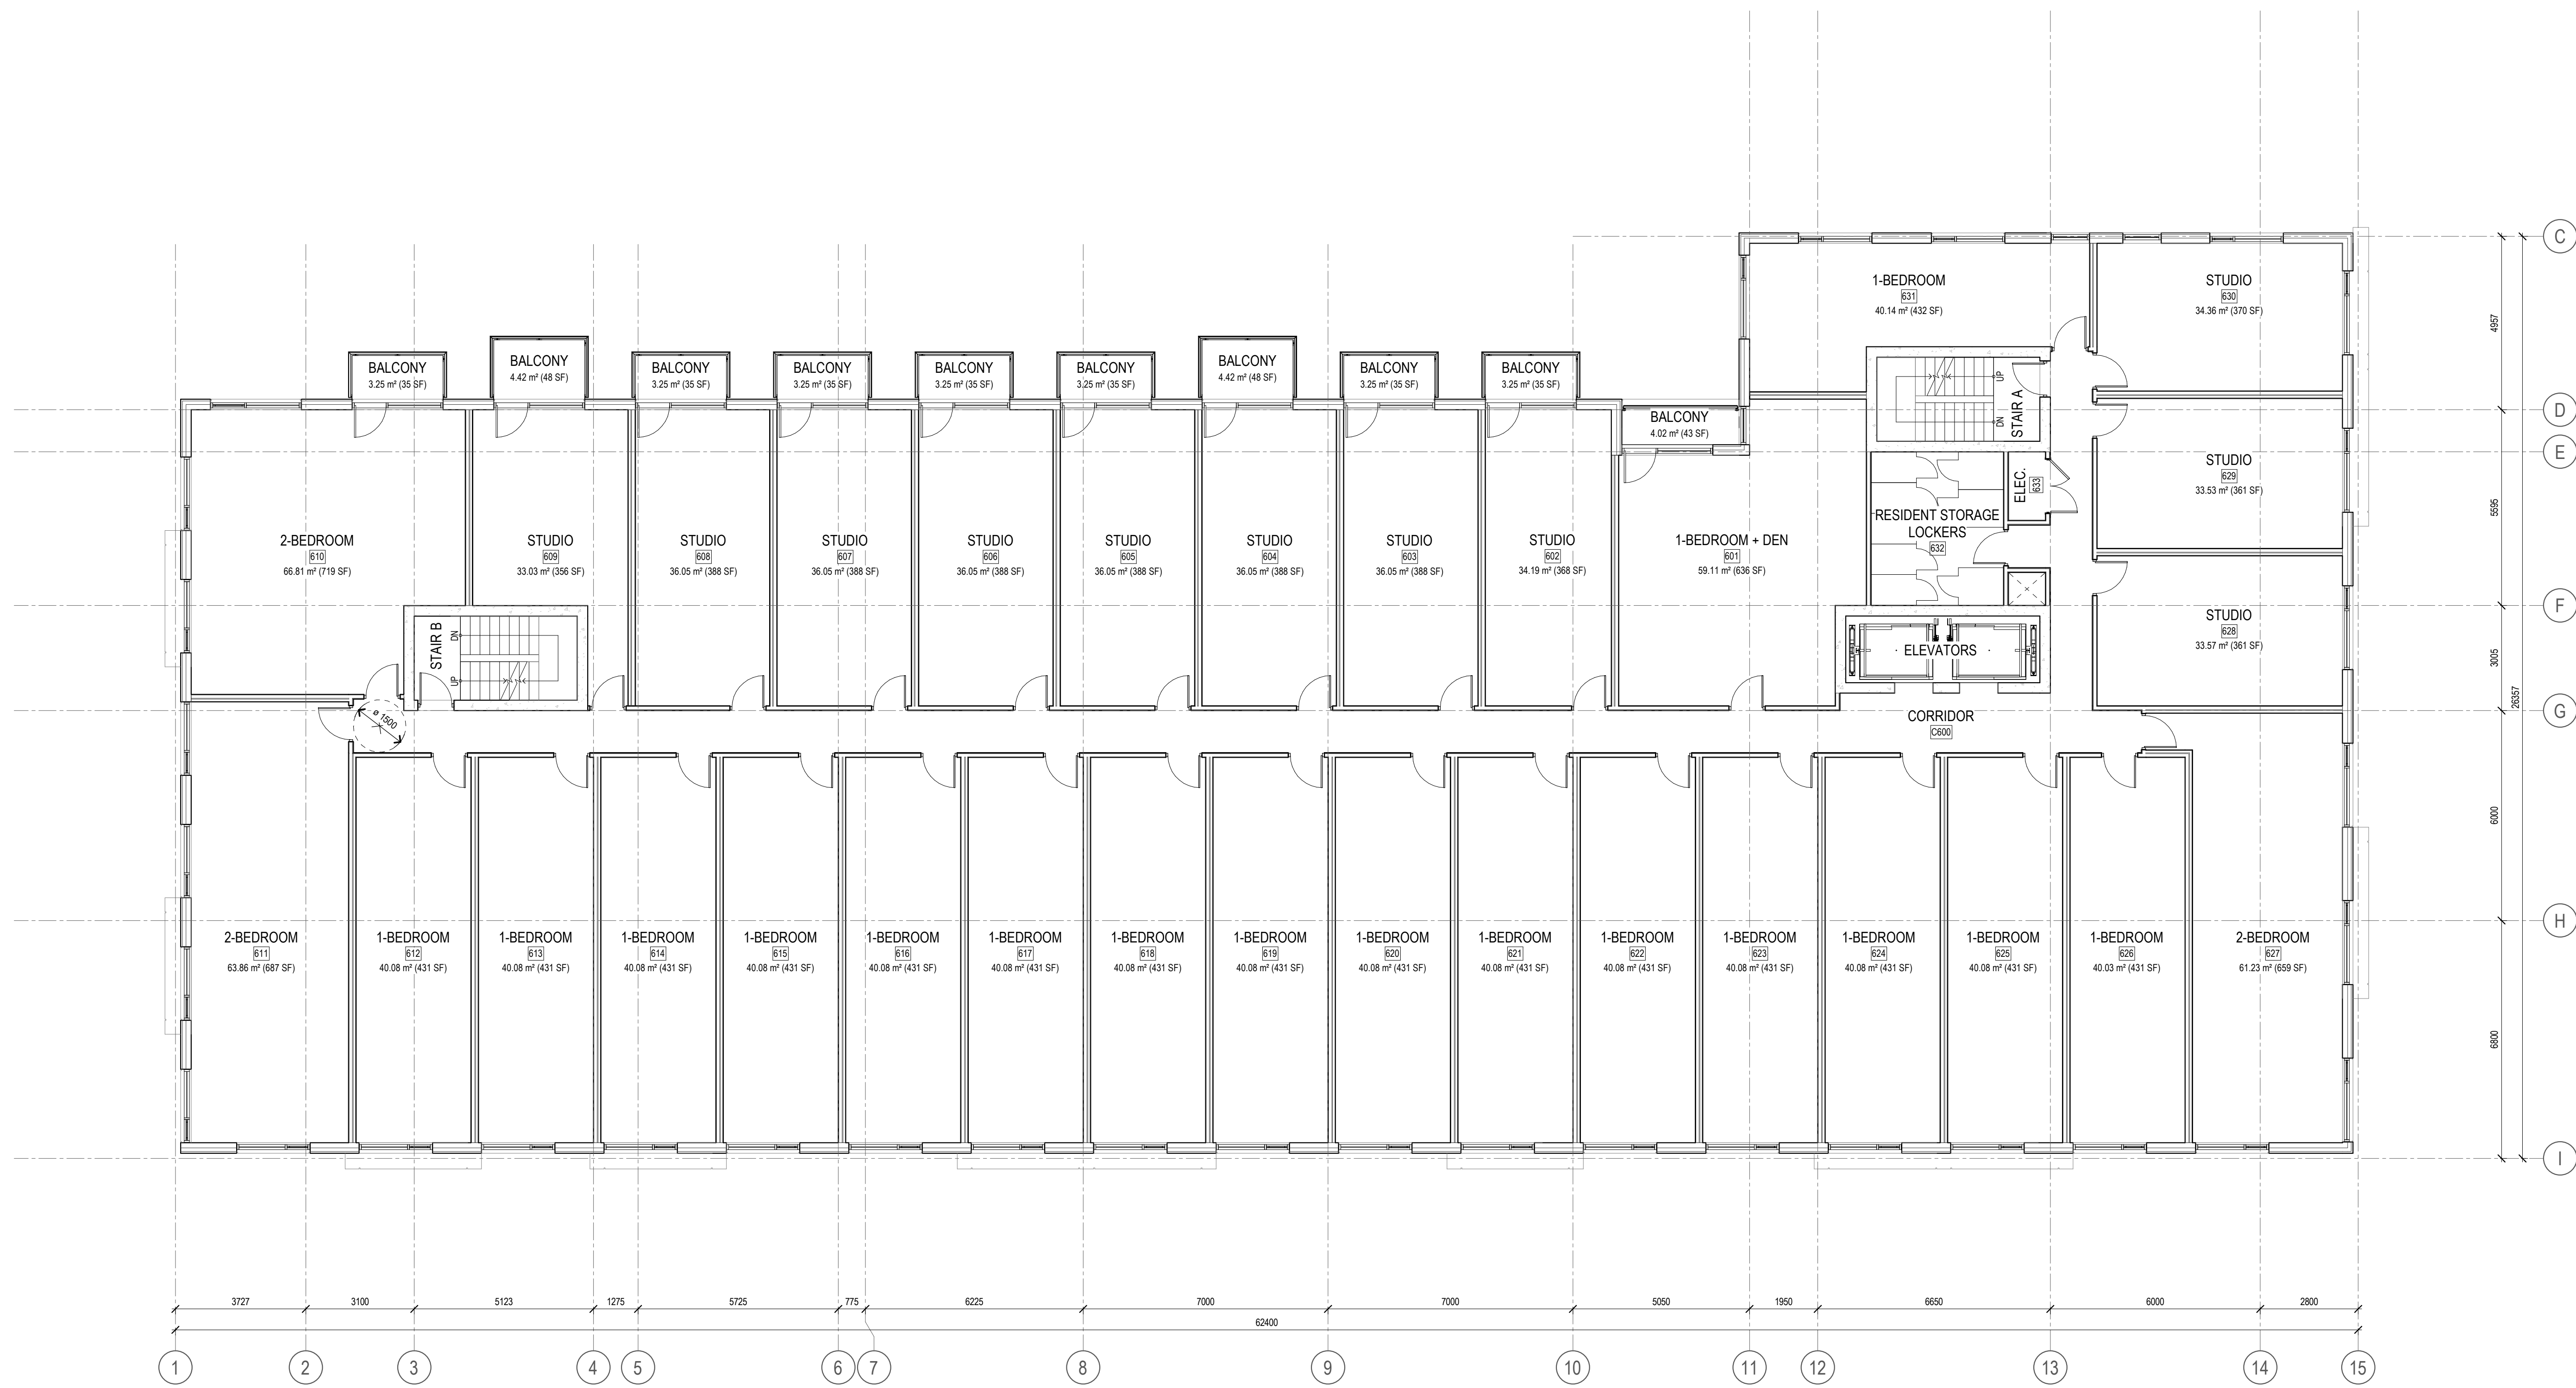 C
1-BEDROOM
631
40.14 m² (432 SF)
STUDIO
630
34.36 m² (370 SF)
4957
BALCONY
3.25 m² (35 SF)
BALCONY
4.42 m² (48 SF)
BALCONY
3.25 m² (35 SF)
BALCONY
3.25 m² (35 SF)
BALCONY
3.25 m² (35 SF)
BALCONY
3.25 m² (35 SF)
BALCONY
4.42 m² (48 SF)
BALCONY
3.25 m² (35 SF)
BALCONY
3.25 m² (35 SF)
BALCONY
4.02 m² (43 SF)
UP
DN
STAIR A
D
E
STUDIO
629
33.53 m² (361 SF)
ELEC.
633
5595
RESIDENT STORAGE
LOCKERS
632
2-BEDROOM
610
66.81 m² (719 SF)
STUDIO
609
33.03 m² (356 SF)
STUDIO
608
36.05 m² (388 SF)
STUDIO
607
36.05 m² (388 SF)
STUDIO
606
36.05 m² (388 SF)
STUDIO
605
36.05 m² (388 SF)
STUDIO
604
36.05 m² (388 SF)
STUDIO
603
36.05 m² (388 SF)
STUDIO
602
34.19 m² (368 SF)
1-BEDROOM + DEN
601
59.11 m² (636 SF)
F
STUDIO
628
33.57 m² (361 SF)
STAIR B
DN
UP
ELEVATORS
3005
26357
ø 1500
CORRIDOR
C600
G
6000
H
2-BEDROOM
611
63.86 m² (687 SF)
1-BEDROOM
612
40.08 m² (431 SF)
1-BEDROOM
613
40.08 m² (431 SF)
1-BEDROOM
614
40.08 m² (431 SF)
1-BEDROOM
615
40.08 m² (431 SF)
1-BEDROOM
616
40.08 m² (431 SF)
1-BEDROOM
617
40.08 m² (431 SF)
1-BEDROOM
618
40.08 m² (431 SF)
1-BEDROOM
619
40.08 m² (431 SF)
1-BEDROOM
620
40.08 m² (431 SF)
1-BEDROOM
621
40.08 m² (431 SF)
1-BEDROOM
622
40.08 m² (431 SF)
1-BEDROOM
623
40.08 m² (431 SF)
1-BEDROOM
624
40.08 m² (431 SF)
1-BEDROOM
625
40.08 m² (431 SF)
1-BEDROOM
626
40.03 m² (431 SF)
2-BEDROOM
627
61.23 m² (659 SF)
6800
I
3727
3100
5123
1275
5725
775
6225
7000
7000
5050
1950
6650
6000
2800
62400
1
2
3
4
5
6
7
8
9
10
11
12
13
14
15